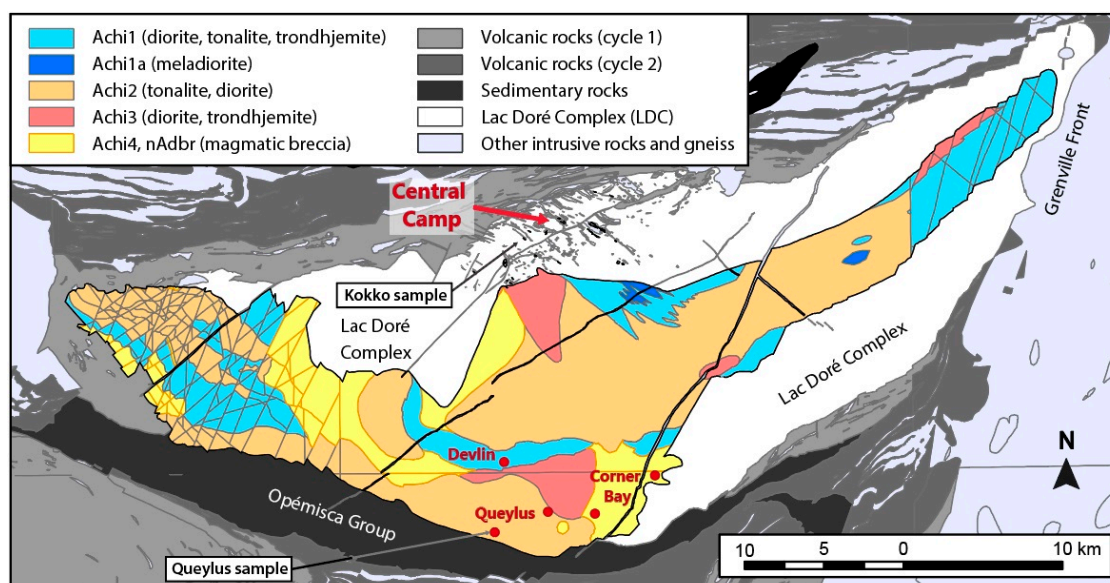 Achi1 (diorite, tonalite, trondhjemite)
Achi1a (meladiorite)
Achi2 (tonalite, diorite)
Achi3 (diorite, trondhjemite)
Achi4, nAdbr (magmatic breccia)
Volcanic rocks (cycle 1)
Volcanic rocks (cycle 2)
Sedimentary rocks
Lac Doré Complex (LDC)
Other intrusive rocks and gneiss
Grenville Front
Central
Camp
Kokko sample
Lac Doré
Complex
Lac Doré Complex
Devlin
Corner
Bay
Queylus
Opémisca Group
Queylus sample
N
10 5 0 10 km